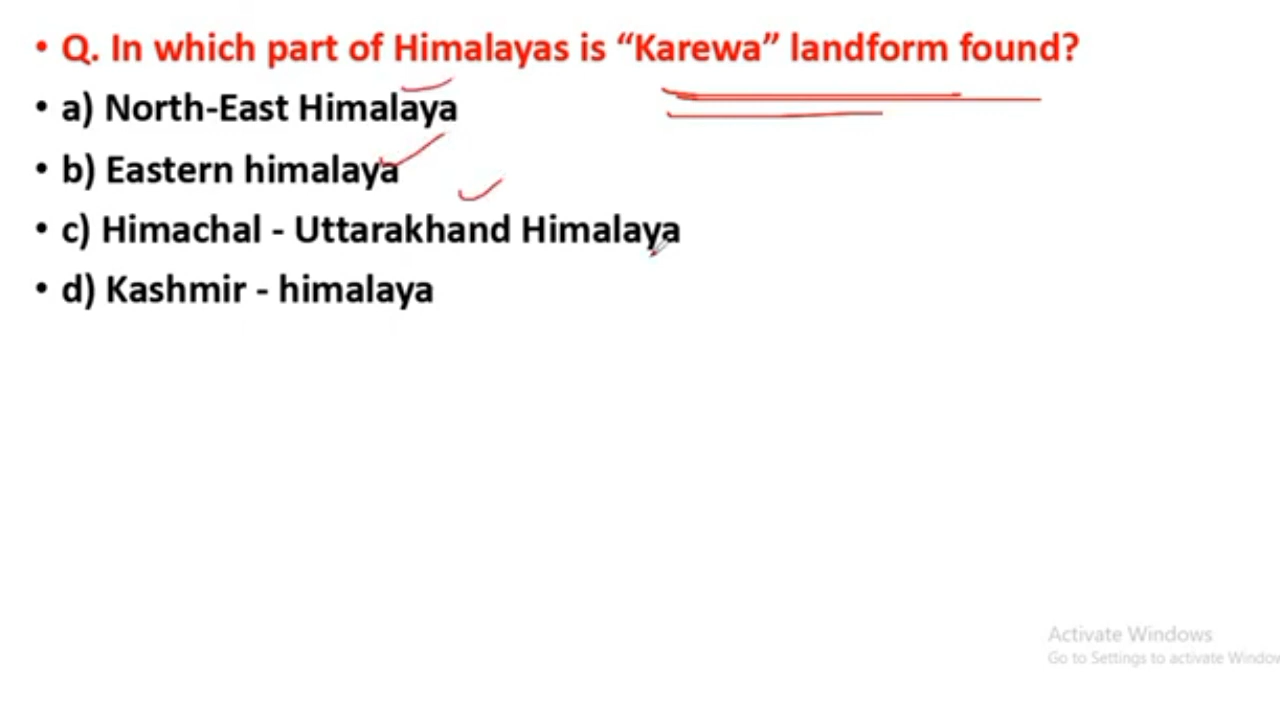 • Q. In which part of Himalayas is “Karewa” landform found?
• a) North-East Himalaya
• b) Eastern himalaya
• c) Himachal - Uttarakhand Himalaya
• d) Kashmir - himalaya
Activate Windows
Go to Settings to activate Window